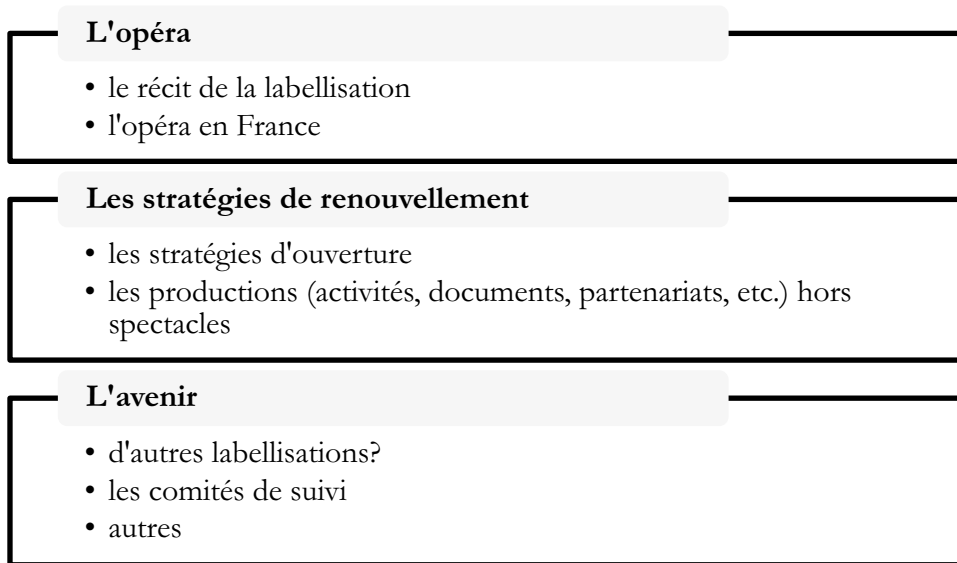 L'opéra
• le récit de la labellisation
• l'opéra en France
Les stratégies de renouvellement
• les stratégies d'ouverture
• les productions (activités, documents, partenariats, etc.) hors
spectacles
L'avenir
• d'autres labellisations?
• les comités de suivi
• autres